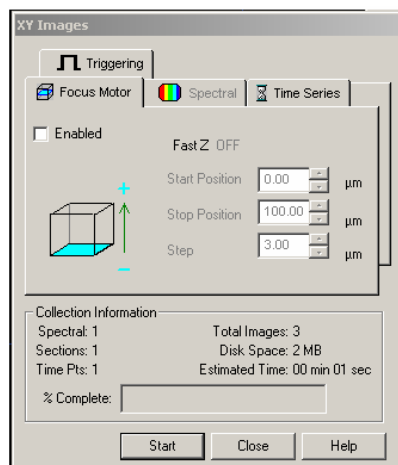 XY Images
Triggering
Focus Motor Spectral Time Series
Enabled
Fast Z OFF
Start Position 0.00 µm
+
Stop Position 100.00 µm
Step 3.00 µm
−
Collection Information
Spectral: 1 Total Images: 3
Sections: 1 Disk Space: 2 MB
Time Pts: 1 Estimated Time: 00 min 01 sec
% Complete:
Start Close Help